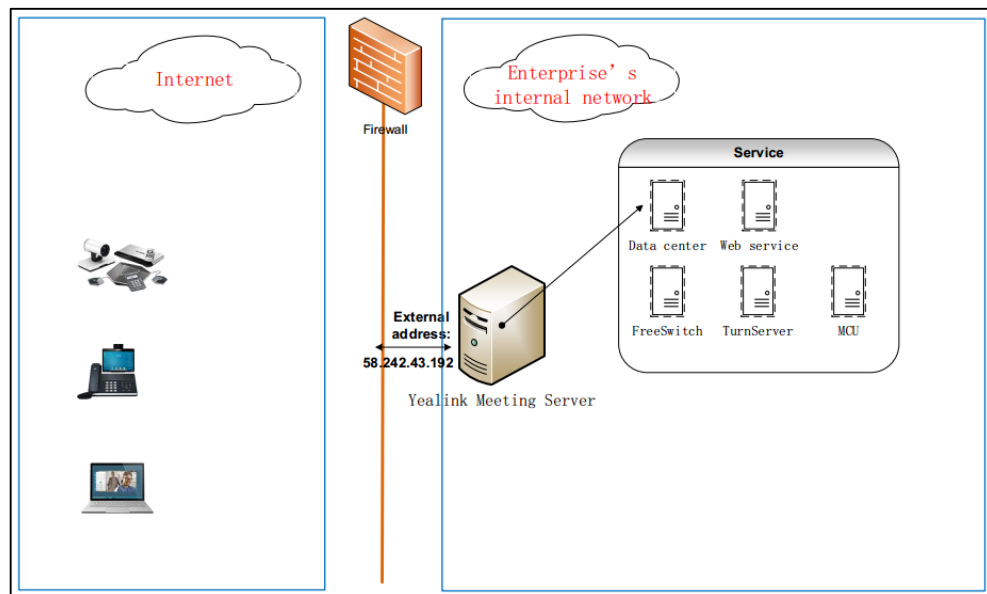 Internet
Firewall
Enterprise’s
internal network
Service
Data center
Web service
FreeSwitch
TurnServer
MCU
External
address:
58.242.43.192
Yealink Meeting Server